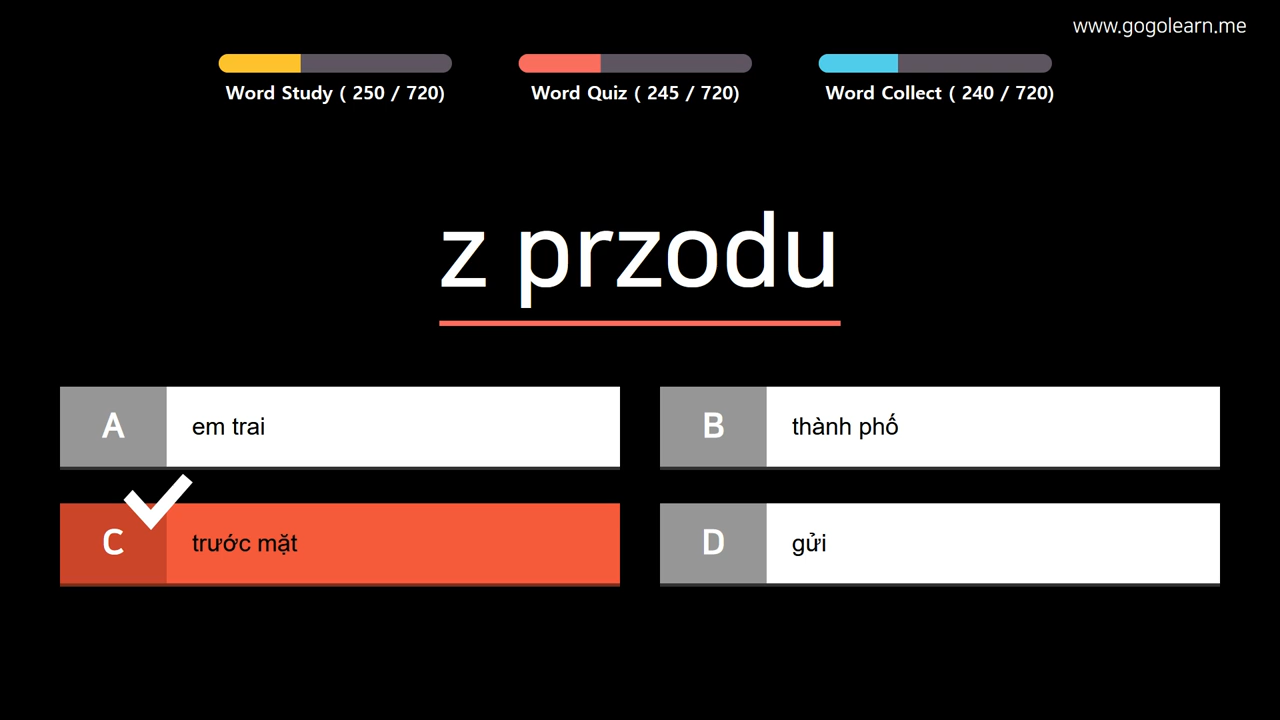 www.gogolearn.me
Word Study ( 250 / 720)
Word Quiz ( 245 / 720)
Word Collect ( 240 / 720)
z przodu
A em trai
B thành phố
C trước mặt
D gửi